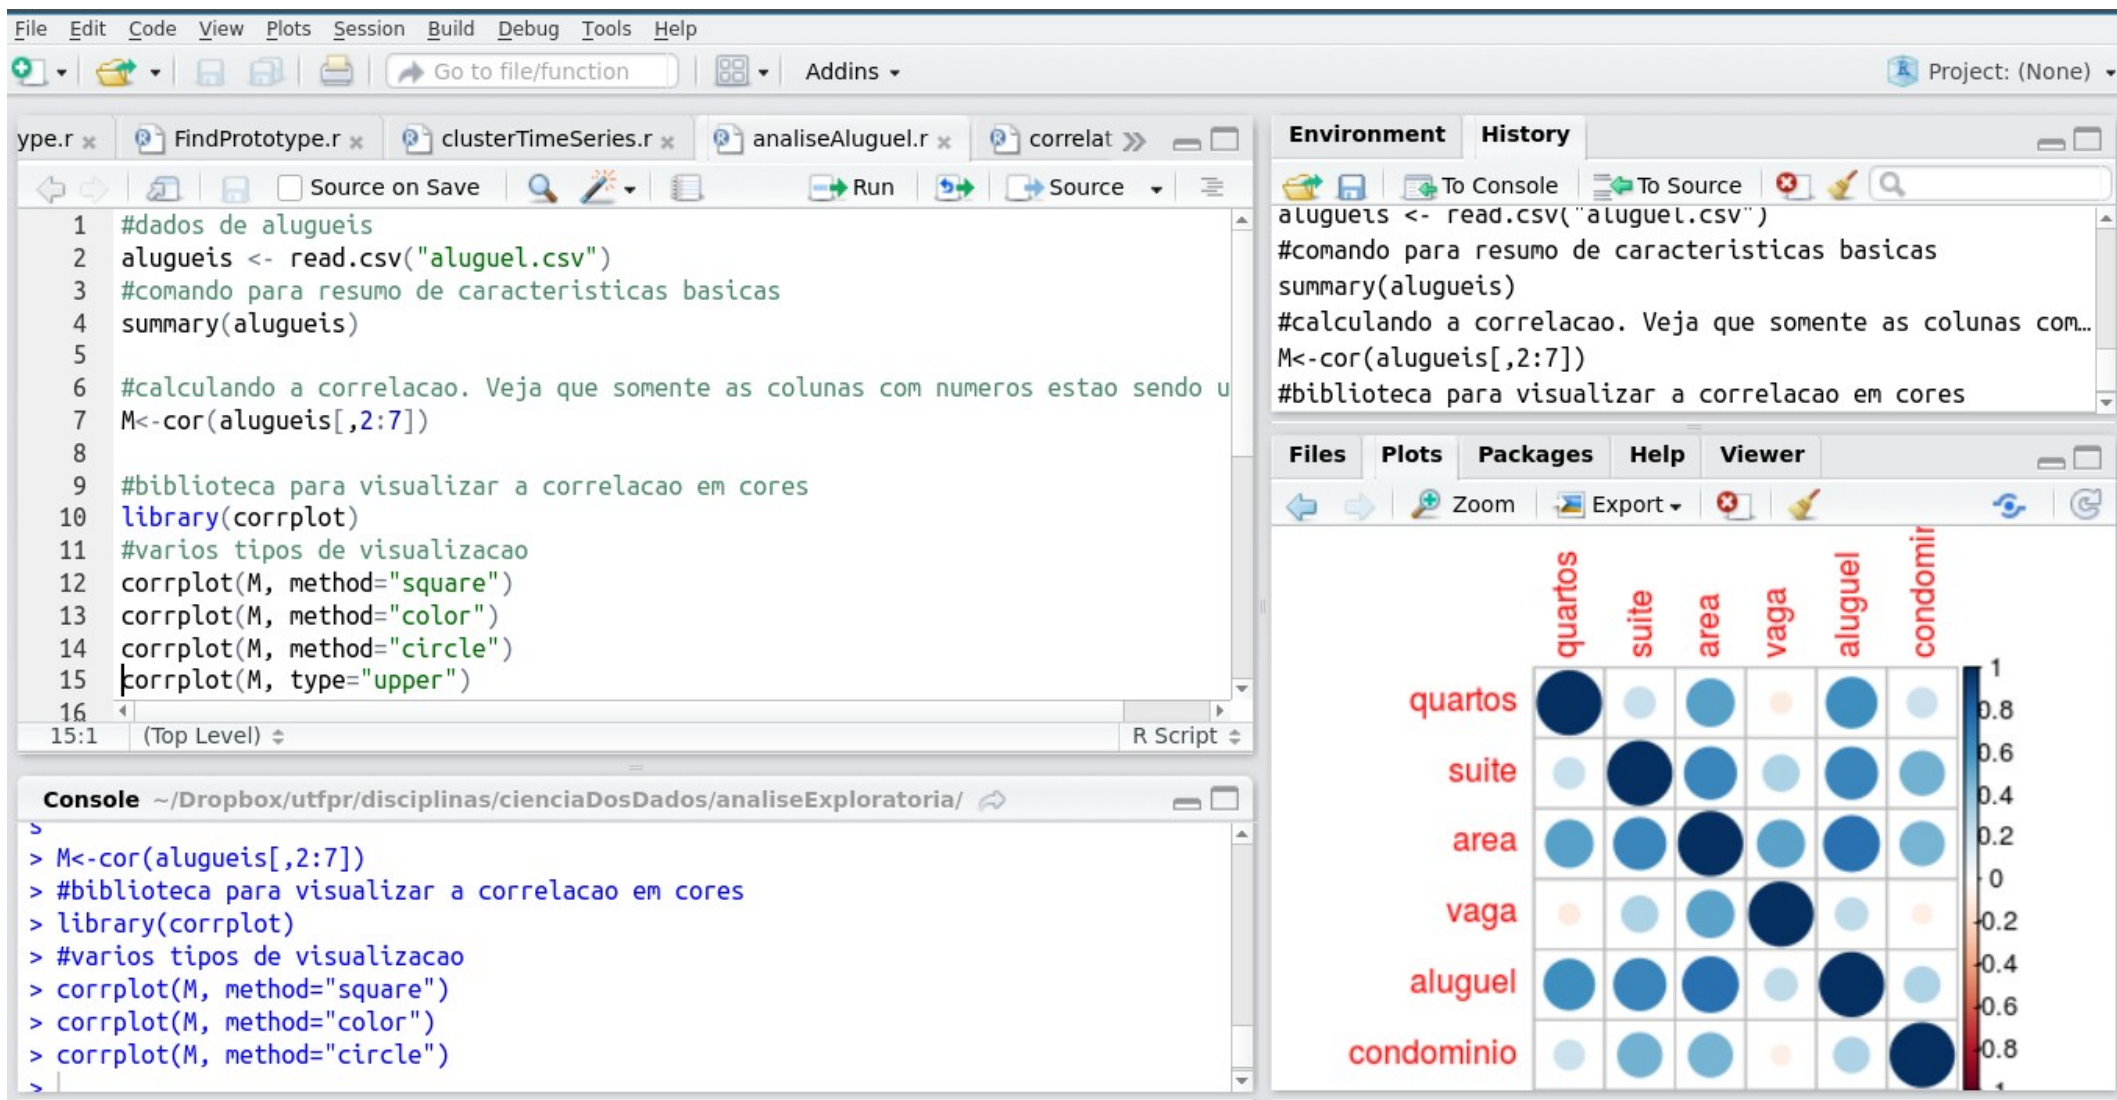 File Edit Code View Plots Session Build Debug Tools Help
Go to file/function Addins Project: (None)
ype.r FindPrototype.r clusterTimeSeries.r analiseAluguel.r correlat
Source on Save Run Source
1 #dados de alugueis
2 alugueis <- read.csv("aluguel.csv")
3 #comando para resumo de caracteristicas basicas
4 summary(alugueis)
5
6 #calculando a correlacao. Veja que somente as colunas com numeros estao sendo u
7 M<-cor(alugueis[,2:7])
8
9 #biblioteca para visualizar a correlacao em cores
10 library(corrplot)
11 #varios tipos de visualizacao
12 corrplot(M, method="square")
13 corrplot(M, method="color")
14 corrplot(M, method="circle")
15 corrplot(M, type="upper")
16
15:1 (Top Level) R Script
Console ~/Dropbox/utfpr/disciplinas/cienciaDosDados/analiseExploratoria/
s
> M<-cor(alugueis[,2:7])
> #biblioteca para visualizar a correlacao em cores
> library(corrplot)
> #varios tipos de visualizacao
> corrplot(M, method="square")
> corrplot(M, method="color")
> corrplot(M, method="circle")
>
Environment History
To Console To Source
alugueis <- read.csv("aluguel.csv")
#comando para resumo de caracteristicas basicas
summary(alugueis)
#calculando a correlacao. Veja que somente as colunas com…
M<-cor(alugueis[,2:7])
#biblioteca para visualizar a correlacao em cores
Files Plots Packages Help Viewer
Zoom Export
quartos
suite
area
vaga
aluguel
condomin
quartos
suite
area
vaga
aluguel
condominio
1
0.8
0.6
0.4
0.2
0
-0.2
-0.4
-0.6
-0.8
-1